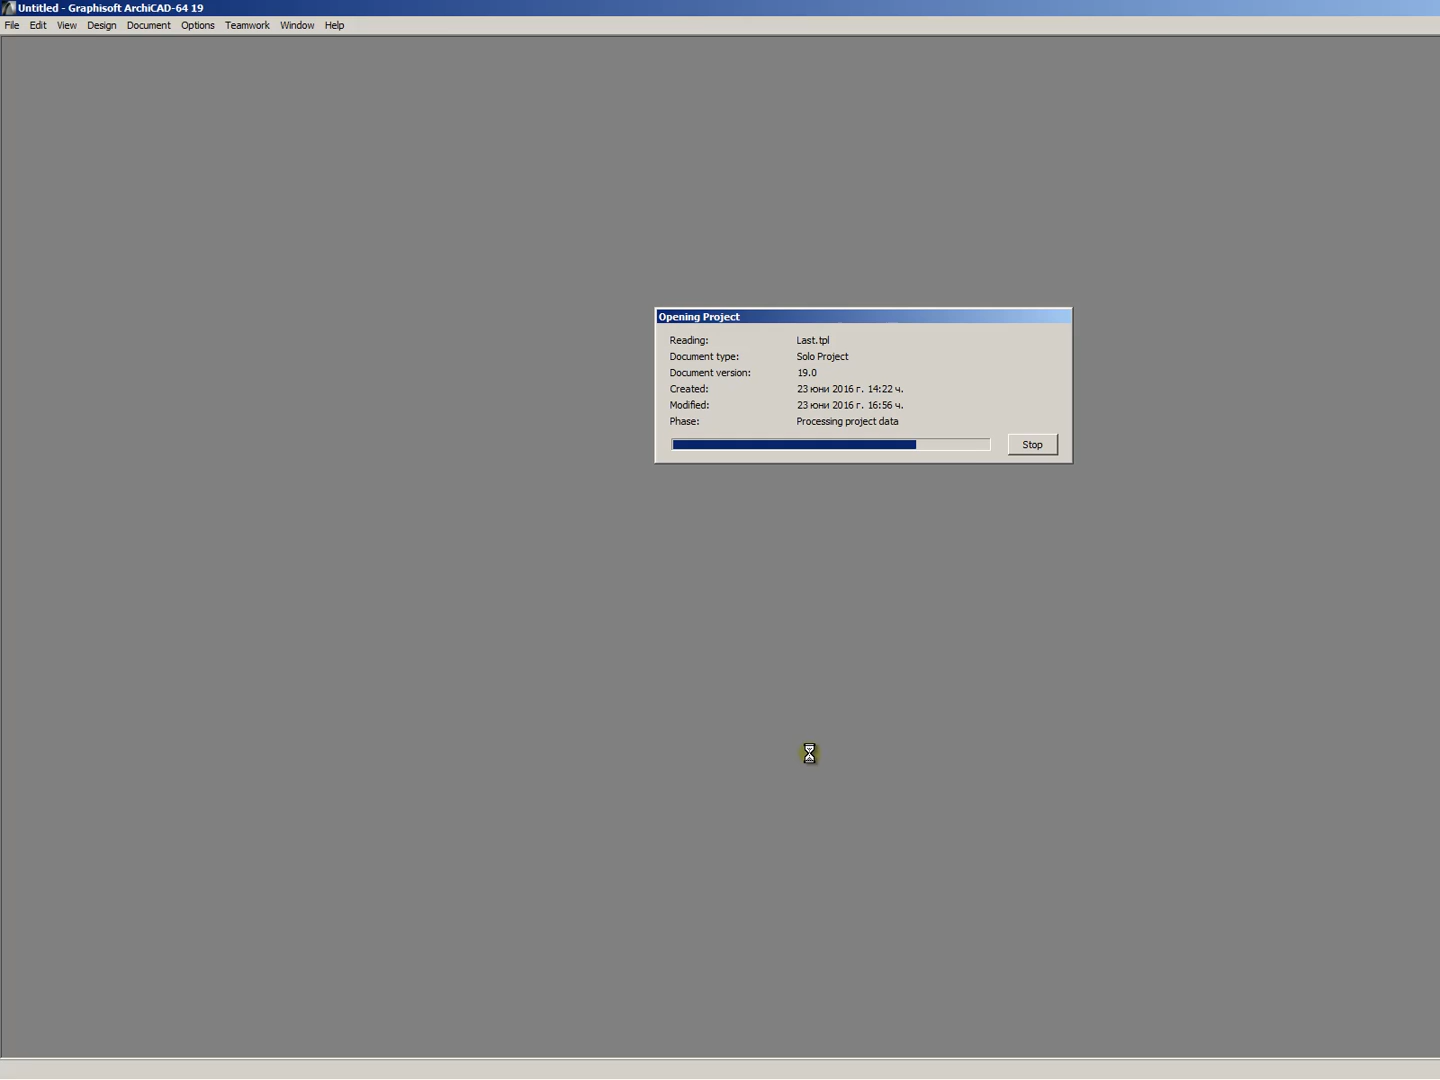 Untitled - Graphisoft ArchiCAD-64 19
File Edit View Design Document Options Teamwork Window Help
Opening Project
Reading: Last.tpl
Document type: Solo Project
Document version: 19.0
Created: 23 юни 2016 г. 14:22 ч.
Modified: 23 юни 2016 г. 16:56 ч.
Phase: Processing project data
Stop